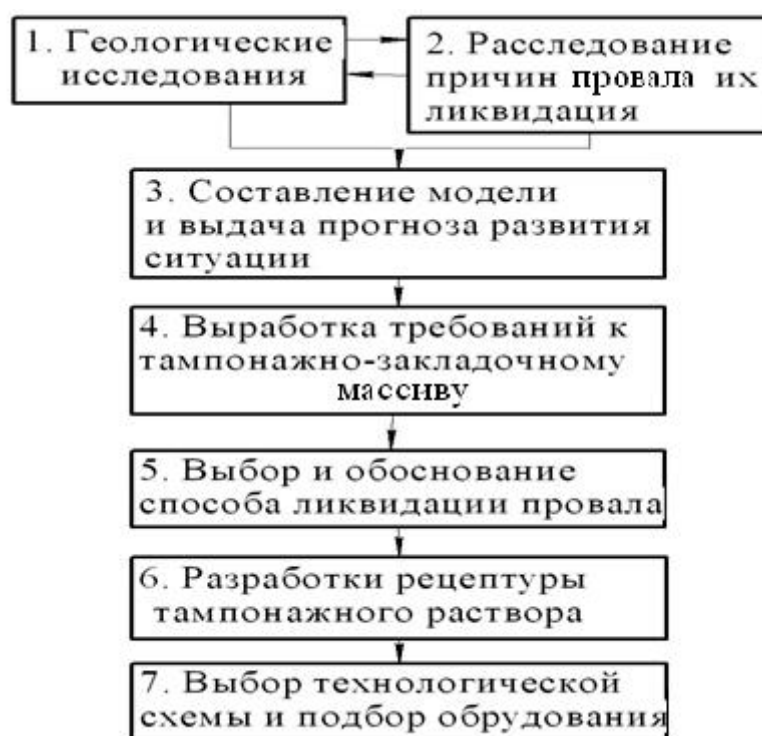 1. Геологические
исследования
2. Расследование
причин провала их
ликвидация
3. Составление модели
и выдача прогноза развития
ситуации
4. Выработка требований к
тампонажно-закладочному
массиву
5. Выбор и обоснование
способа ликвидации провала
6. Разработки рецептуры
тампонажного раствора
7. Выбор технологической
схемы и подбор обрудования